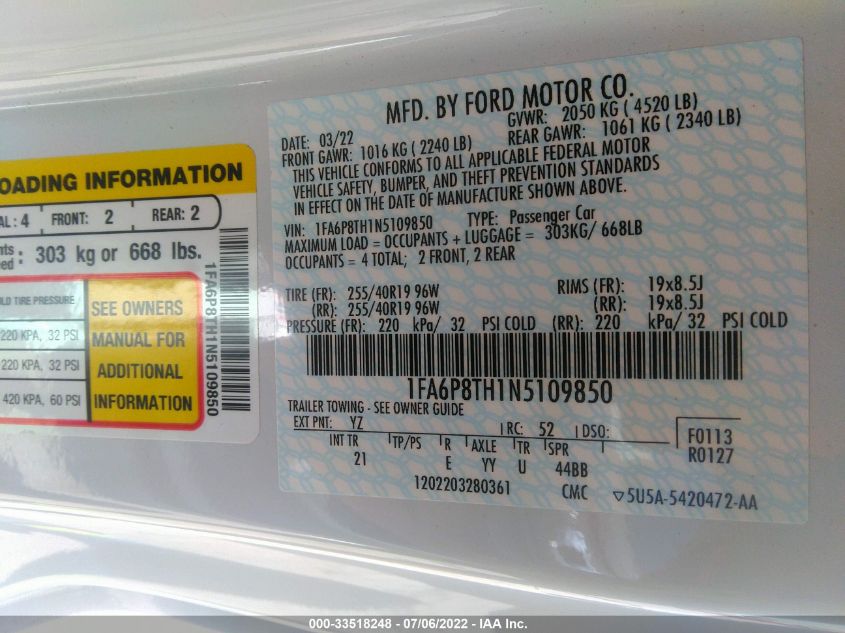 OADING INFORMATION
AL: 4 FRONT: 2 REAR: 2
303 kg or 668 lbs.
OLD TIRE PRESSURE
220 KPA, 32 PSI
220 KPA, 32 PSI
420 KPA, 60 PSI
SEE OWNERS
MANUAL FOR
ADDITIONAL
INFORMATION
1FA6P8TH1N5109850
MFD. BY FORD MOTOR CO.
DATE: 03/22 GVWR: 2050 KG ( 4520 LB)
FRONT GAWR: 1016 KG ( 2240 LB) REAR GAWR: 1061 KG ( 2340 LB)
THIS VEHICLE CONFORMS TO ALL APPLICABLE FEDERAL MOTOR
VEHICLE SAFETY, BUMPER, AND THEFT PREVENTION STANDARDS
IN EFFECT ON THE DATE OF MANUFACTURE SHOWN ABOVE.
VIN: 1FA6P8TH1N5109850 TYPE: Passenger Car
MAXIMUM LOAD = OCCUPANTS + LUGGAGE = 303KG/ 668LB
OCCUPANTS = 4 TOTAL; 2 FRONT, 2 REAR
TIRE (FR): 255/40R19 96W RIMS (FR): 19x8.5J
(RR): 255/40R19 96W (RR): 19x8.5J
PRESSURE (FR): 220 kPa/ 32 PSI COLD (RR): 220 kPa/ 32 PSI COLD
1FA6P8TH1N5109850
TRAILER TOWING - SEE OWNER GUIDE
EXT PNT: YZ RC: 52 DSO: F0113
INT TR TP/PS R AXLE TR SPR R0127
21 E YY U 44BB
1202203280361 CMC ▽5U5A-5420472-AA
000-33518248 - 07/06/2022 - IAA Inc.